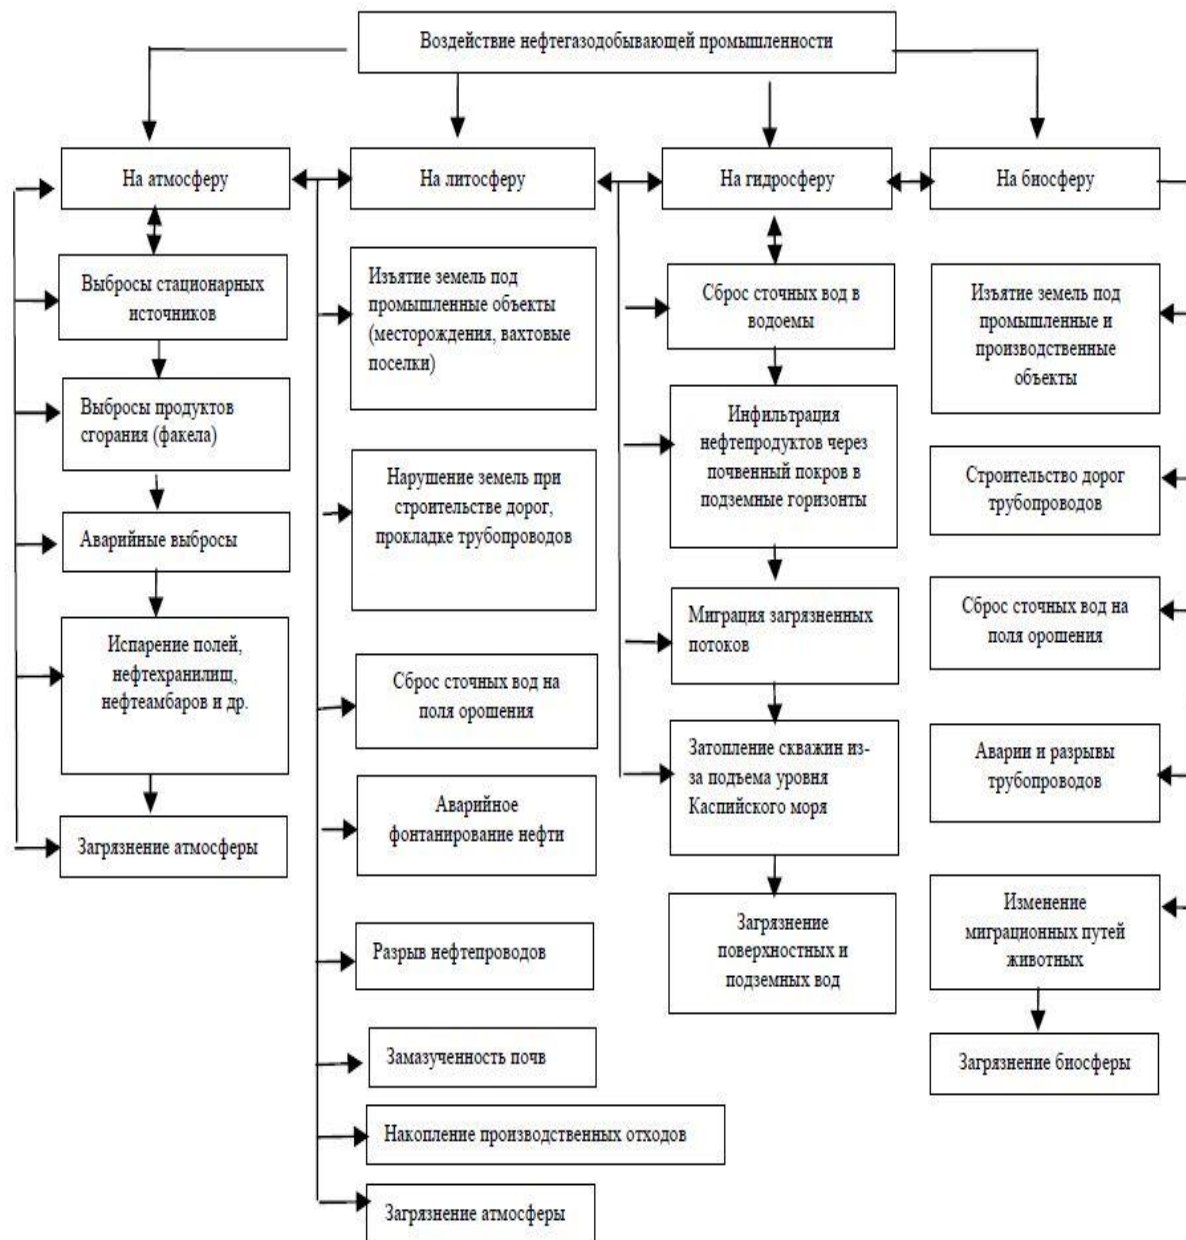 Воздействие нефтегазодобывающей промышленности
На атмосферу
На литосферу
На гидросферу
На биосферу
Выбросы стационарных
источников
Выбросы продуктов
сгорания (факела)
Аварийные выбросы
Испарение полей,
нефтехранилищ,
нефтеамбаров и др.
Загрязнение атмосферы
Изъятие земель под
промышленные объекты
(месторождения, вахтовые
поселки)
Нарушение земель при
строительстве дорог,
прокладке трубопроводов
Сброс сточных вод на
поля орошения
Аварийное
фонтанирование нефти
Разрыв нефтепроводов
Замазученность почв
Накопление производственных отходов
Загрязнение атмосферы
Сброс сточных вод в
водоемы
Инфильтрация
нефтепродуктов через
почвенный покров в
подземные горизонты
Миграция загрязненных
потоков
Затопление скважин из-
за подъема уровня
Каспийского моря
Загрязнение
поверхностных и
подземных вод
Изъятие земель под
промышленные и
производственные
объекты
Строительство дорог
трубопроводов
Сброс сточных вод на
поля орошения
Аварии и разрывы
трубопроводов
Изменение
миграционных путей
животных
Загрязнение биосферы